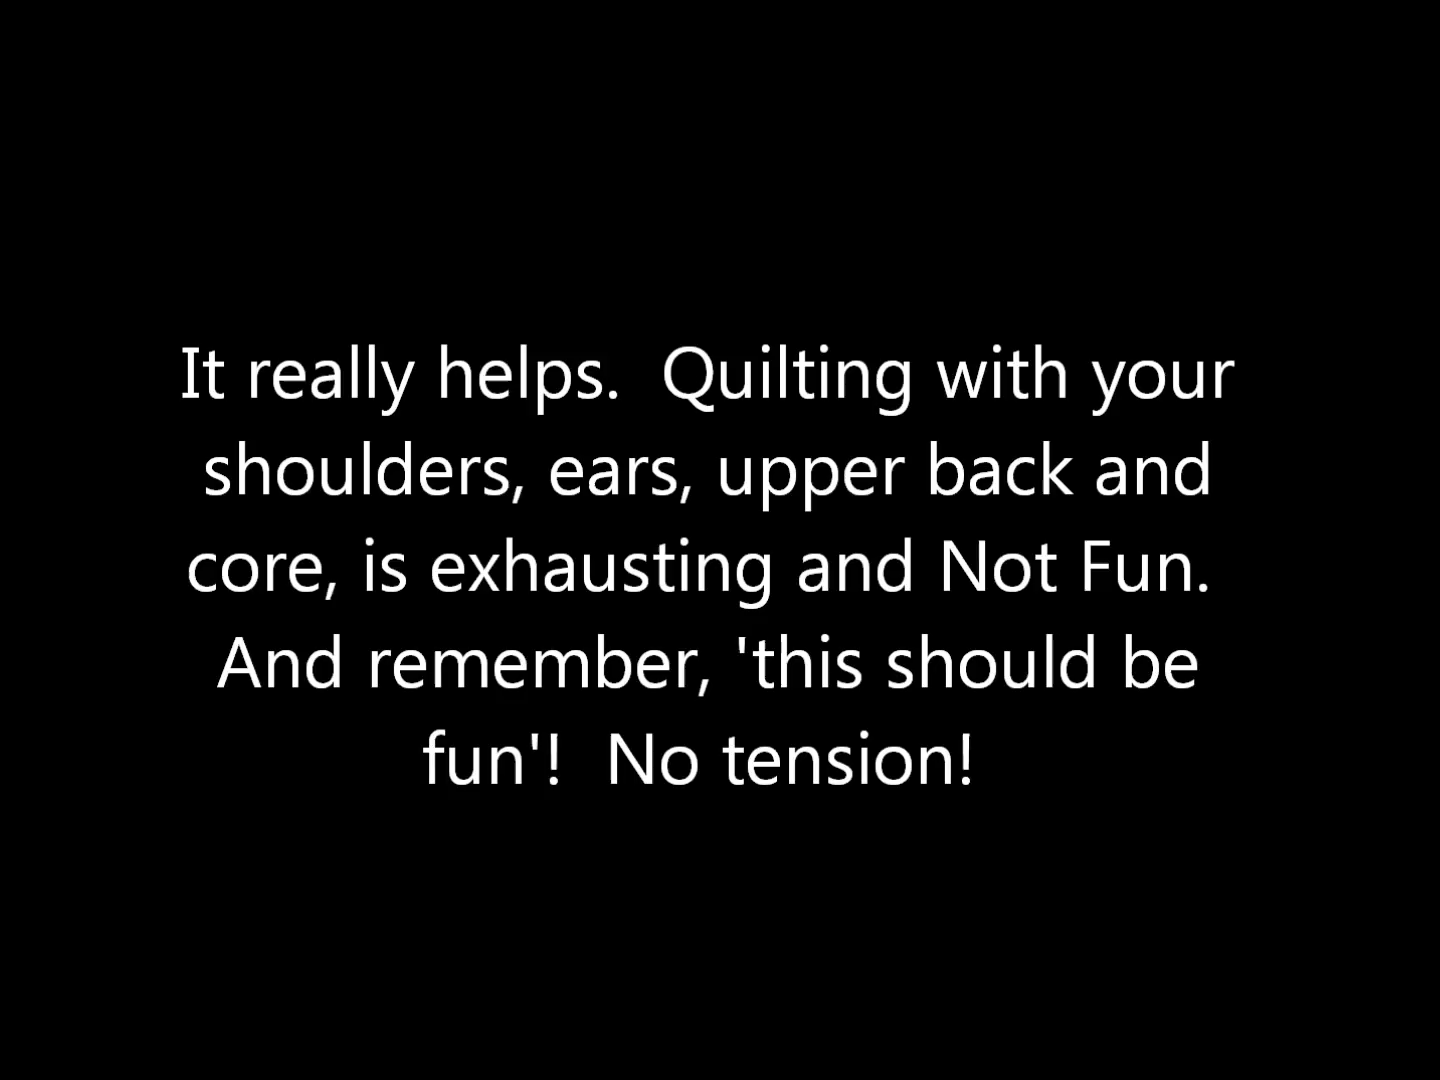 It really helps.  Quilting with your
shoulders, ears, upper back and
core, is exhausting and Not Fun.
And remember, 'this should be
fun'!  No tension!